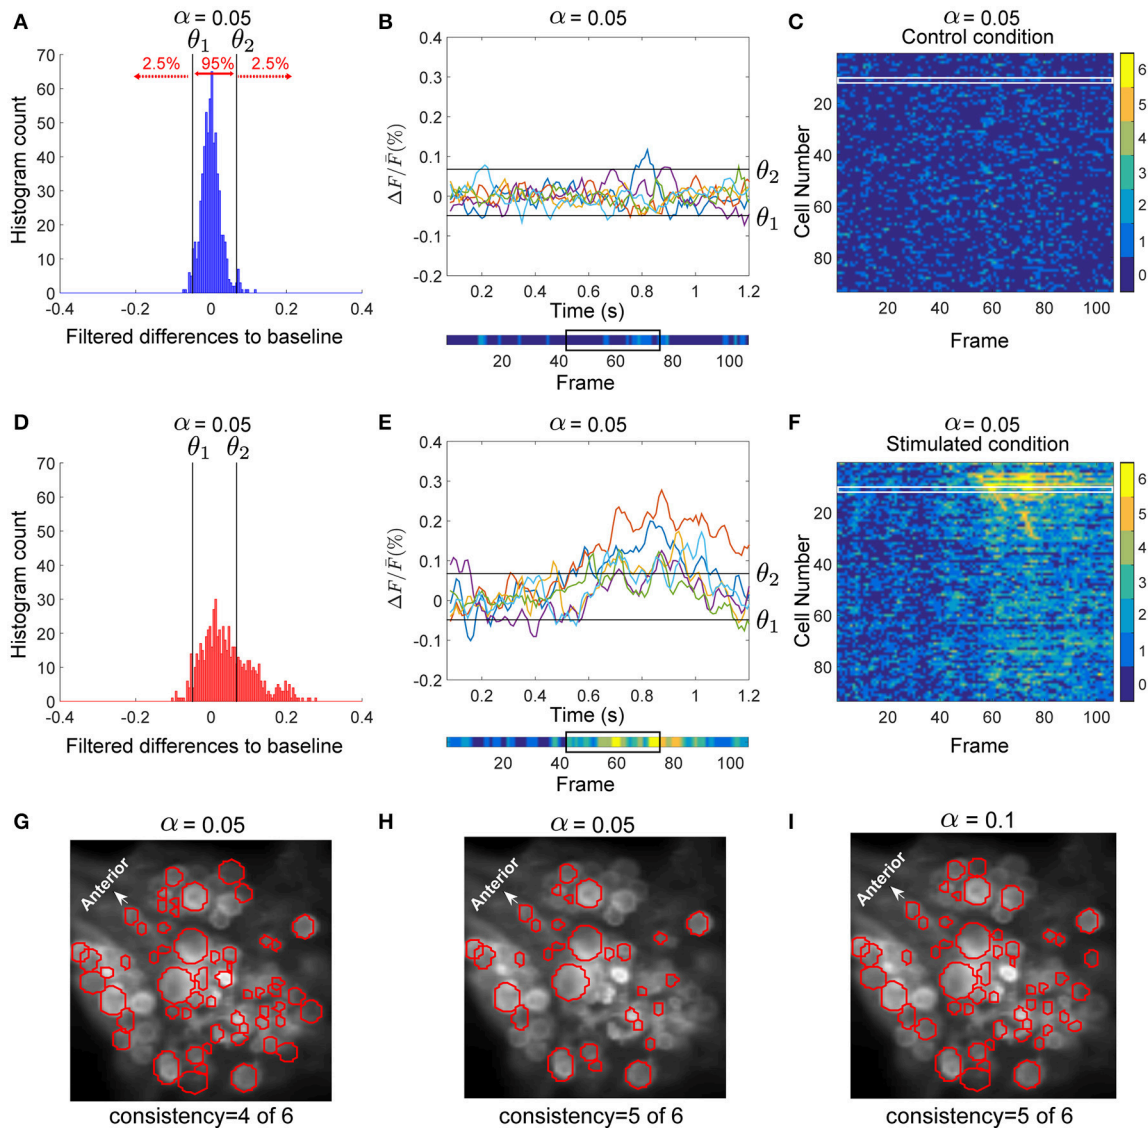 A
α = 0.05
θ1 θ2
2.5% 95% 2.5%
Histogram count
70
60
50
40
30
20
10
0
-0.4 -0.2 0 0.2 0.4
Filtered differences to baseline
B
α = 0.05
ΔF/F̄(%)
0.4
0.3
0.2
0.1
0
-0.1
-0.2
θ2
θ1
0.2 0.4 0.6 0.8 1 1.2
Time (s)
20 40 60 80 100
Frame
C
α = 0.05
Control condition
Cell Number
20
40
60
80
20 40 60 80 100
Frame
6
5
4
3
2
1
0
D
α = 0.05
θ1 θ2
Histogram count
70
60
50
40
30
20
10
0
-0.4 -0.2 0 0.2 0.4
Filtered differences to baseline
E
α = 0.05
ΔF/F̄(%)
0.4
0.3
0.2
0.1
0
-0.1
-0.2
θ2
θ1
0.2 0.4 0.6 0.8 1 1.2
Time (s)
20 40 60 80 100
Frame
F
α = 0.05
Stimulated condition
Cell Number
20
40
60
80
20 40 60 80 100
Frame
6
5
4
3
2
1
0
G
α = 0.05
Anterior
consistency=4 of 6
H
α = 0.05
Anterior
consistency=5 of 6
I
α = 0.1
Anterior
consistency=5 of 6